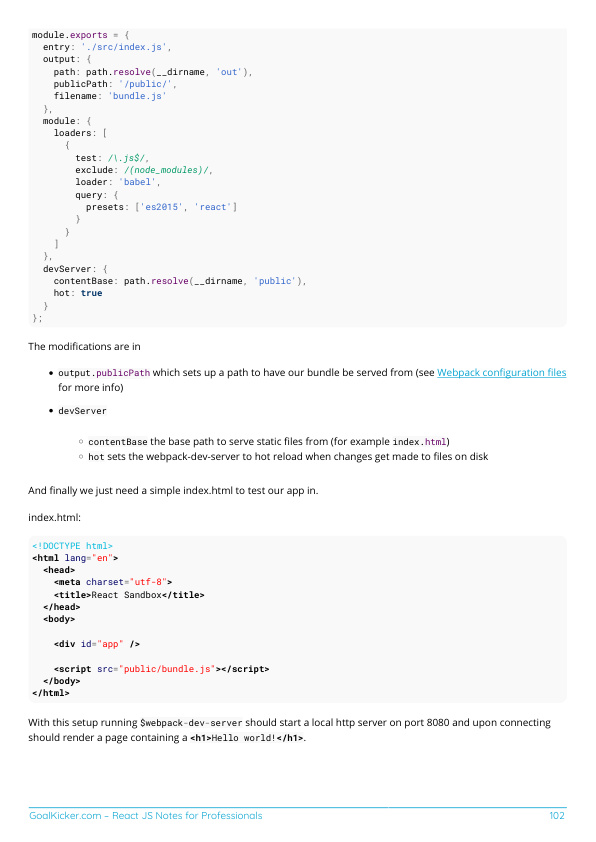 module.exports = {
  entry: './src/index.js',
  output: {
    path: path.resolve(__dirname, 'out'),
    publicPath: '/public/',
    filename: 'bundle.js'
  },
  module: {
    loaders: [
      {
        test: /\.js$/,
        exclude: /(node_modules)/,
        loader: 'babel',
        query: {
          presets: ['es2015', 'react']
        }
      }
    ]
  },
  devServer: {
    contentBase: path.resolve(__dirname, 'public'),
    hot: true
  }
};
The modifications are in
• output.publicPath which sets up a path to have our bundle be served from (see Webpack configuration files
for more info)
• devServer
○ contentBase the base path to serve static files from (for example index.html)
○ hot sets the webpack-dev-server to hot reload when changes get made to files on disk
And finally we just need a simple index.html to test our app in.
index.html:
<!DOCTYPE html>
<html lang="en">
  <head>
    <meta charset="utf-8">
    <title>React Sandbox</title>
  </head>
  <body>
    <div id="app" />
    <script src="public/bundle.js"></script>
  </body>
</html>
With this setup running $webpack-dev-server should start a local http server on port 8080 and upon connecting
should render a page containing a <h1>Hello world!</h1>.
GoalKicker.com – React JS Notes for Professionals 102